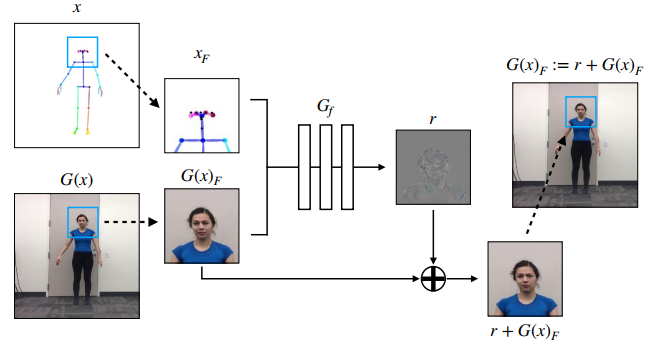 x
x_F
G(x)_F := r + G(x)_F
G_f
r
G(x)
G(x)_F
r + G(x)_F